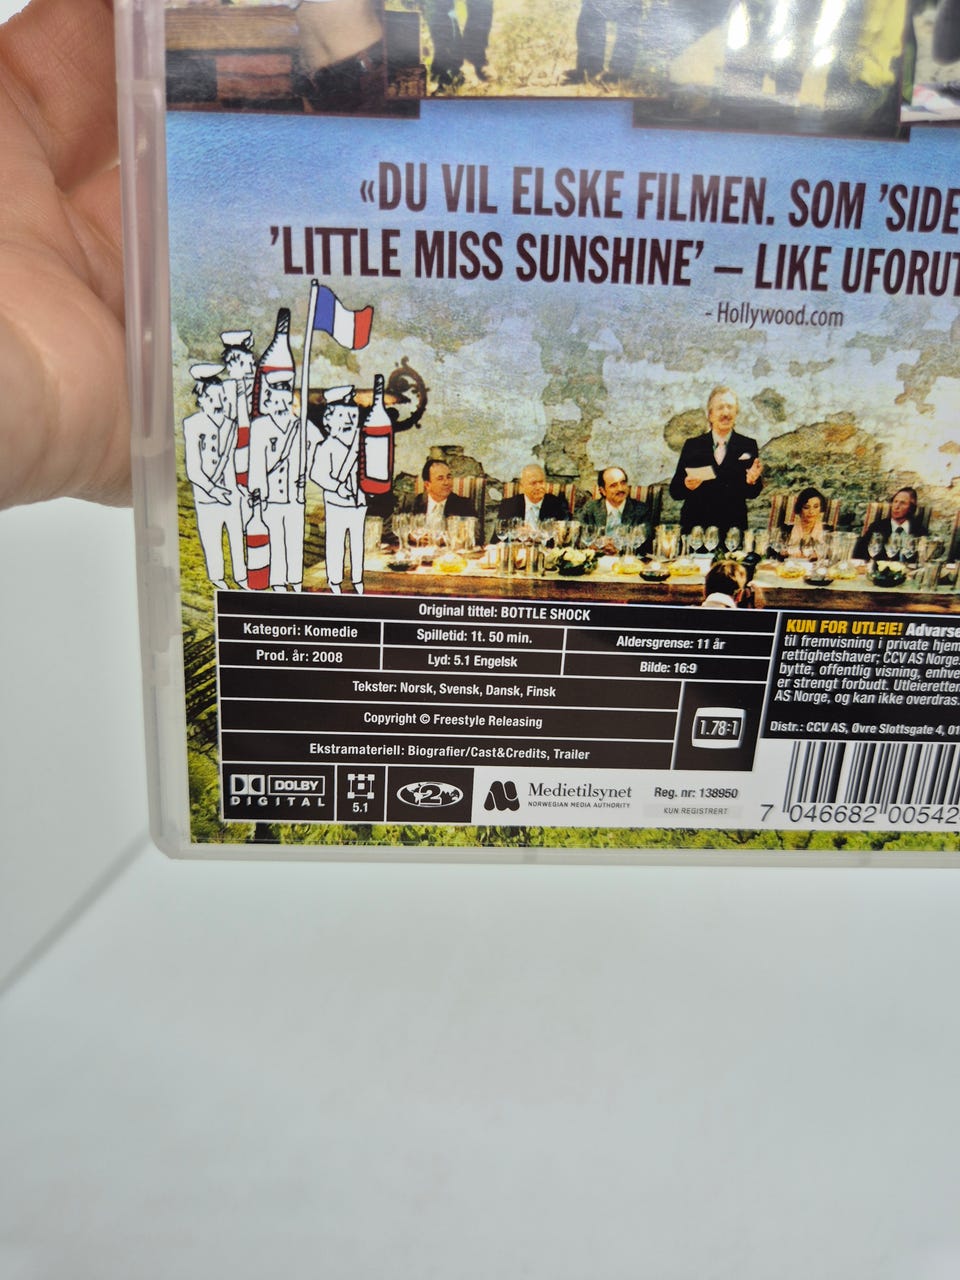 «DU VIL ELSKE FILMEN. SOM 'SIDE
'LITTLE MISS SUNSHINE' – LIKE UFORUT
- Hollywood.com
Original tittel: BOTTLE SHOCK
Kategori: Komedie
Spilletid: 1t. 50 min.
Aldersgrense: 11 år
Prod. år: 2008
Lyd: 5.1 Engelsk
Bilde: 16:9
Tekster: Norsk, Svensk, Dansk, Finsk
Copyright © Freestyle Releasing
1.78:1
Ekstramateriell: Biografier/Cast&Credits, Trailer
KUN FOR UTLEIE! Advarse
til fremvisning i private hjem
rettighetshaver; CCV AS Norge.
bytte, offentlig visning, enhve
er strengt forbudt. Utleieretten
AS Norge, og kan ikke overdras.
Distr.: CCV AS, Øvre Slottsgate 4, 01
DOLBY
DIGITAL
5.1
2
Medietilsynet
NORWEGIAN MEDIA AUTHORITY
Reg. nr: 138950
KUN REGISTRERT
7 046682 00542